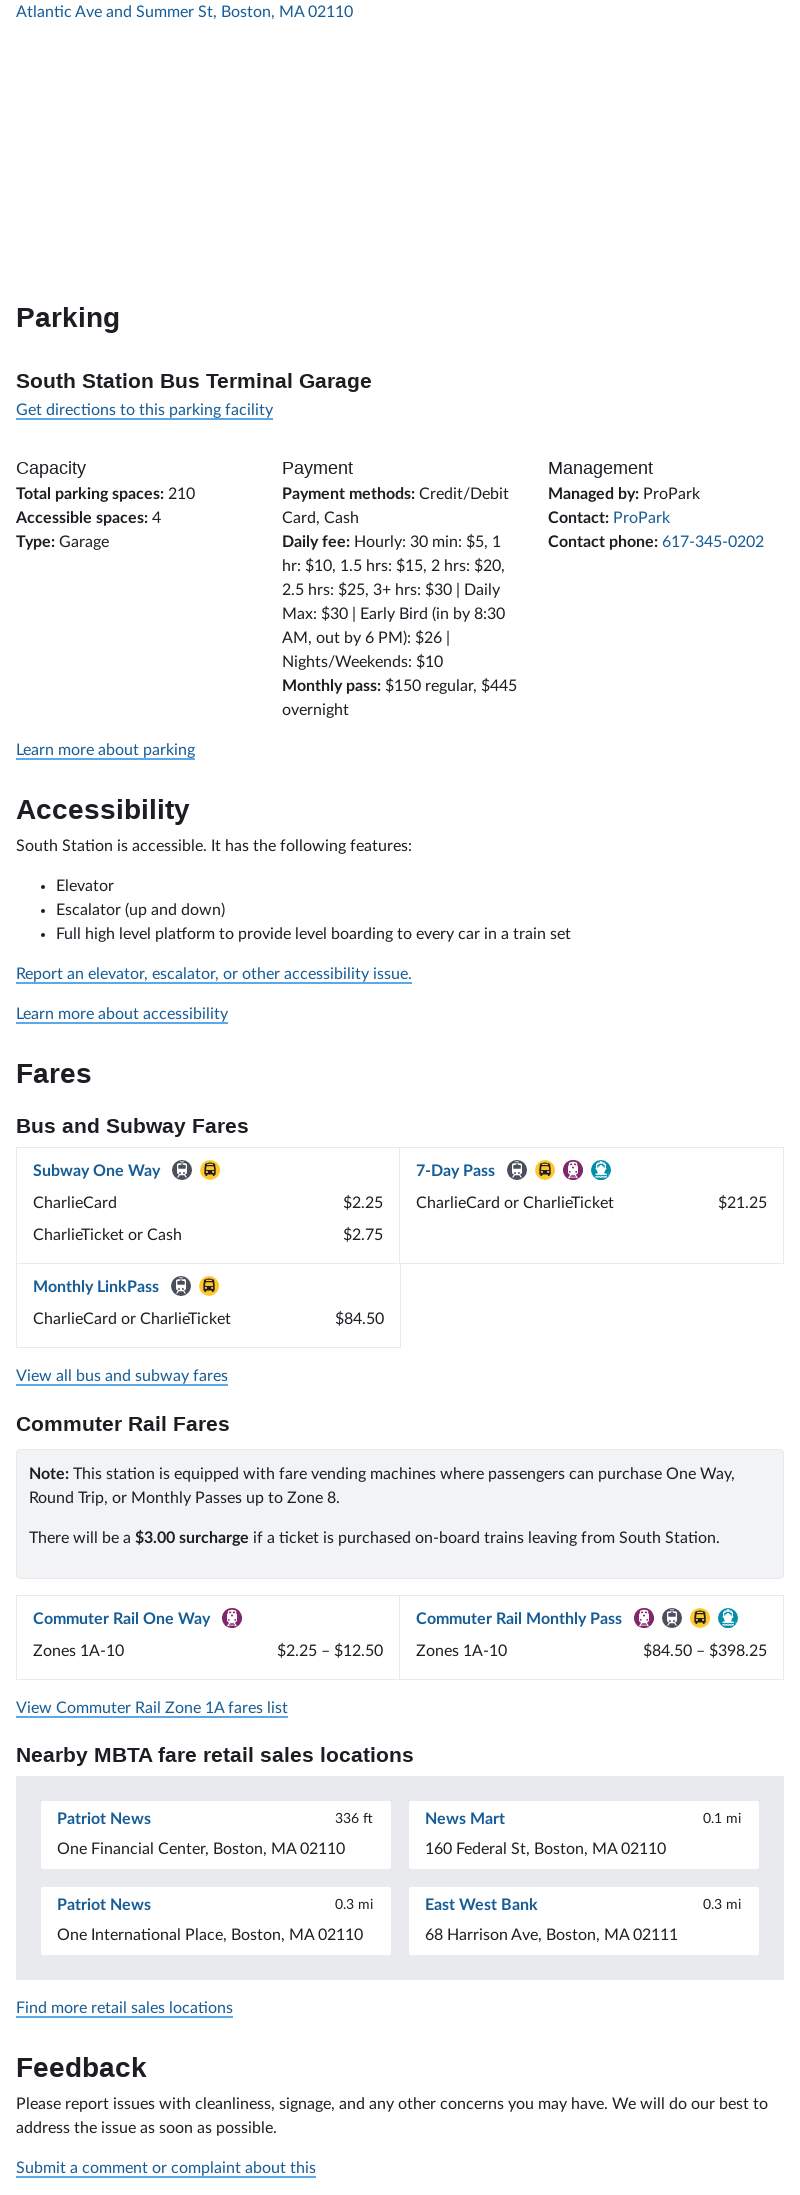 Atlantic Ave and Summer St, Boston, MA 02110
Parking
South Station Bus Terminal Garage
Get directions to this parking facility
Capacity
Total parking spaces: 210
Accessible spaces: 4
Type: Garage
Payment
Payment methods: Credit/Debit
Card, Cash
Daily fee: Hourly: 30 min: $5, 1
hr: $10, 1.5 hrs: $15, 2 hrs: $20,
2.5 hrs: $25, 3+ hrs: $30 | Daily
Max: $30 | Early Bird (in by 8:30
AM, out by 6 PM): $26 |
Nights/Weekends: $10
Monthly pass: $150 regular, $445
overnight
Management
Managed by: ProPark
Contact: ProPark
Contact phone: 617-345-0202
Learn more about parking
Accessibility
South Station is accessible. It has the following features:
• Elevator
• Escalator (up and down)
• Full high level platform to provide level boarding to every car in a train set
Report an elevator, escalator, or other accessibility issue.
Learn more about accessibility
Fares
Bus and Subway Fares
Subway One Way
CharlieCard $2.25
CharlieTicket or Cash $2.75
7-Day Pass
CharlieCard or CharlieTicket $21.25
Monthly LinkPass
CharlieCard or CharlieTicket $84.50
View all bus and subway fares
Commuter Rail Fares
Note: This station is equipped with fare vending machines where passengers can purchase One Way,
Round Trip, or Monthly Passes up to Zone 8.
There will be a $3.00 surcharge if a ticket is purchased on-board trains leaving from South Station.
Commuter Rail One Way
Zones 1A-10 $2.25 – $12.50
Commuter Rail Monthly Pass
Zones 1A-10 $84.50 – $398.25
View Commuter Rail Zone 1A fares list
Nearby MBTA fare retail sales locations
Patriot News 336 ft
One Financial Center, Boston, MA 02110
News Mart 0.1 mi
160 Federal St, Boston, MA 02110
Patriot News 0.3 mi
One International Place, Boston, MA 02110
East West Bank 0.3 mi
68 Harrison Ave, Boston, MA 02111
Find more retail sales locations
Feedback
Please report issues with cleanliness, signage, and any other concerns you may have. We will do our best to
address the issue as soon as possible.
Submit a comment or complaint about this